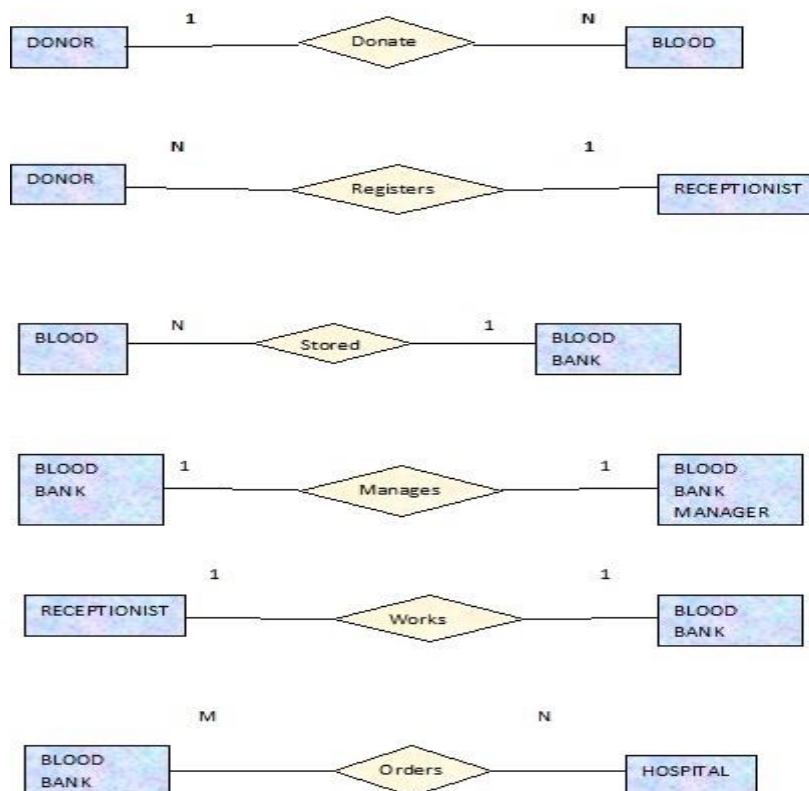 1 N
DONOR Donate BLOOD
N 1
DONOR Registers RECEPTIONIST
N 1
BLOOD Stored BLOOD
BANK
1 1
BLOOD
BANK Manages BLOOD
BANK
MANAGER
1 1
RECEPTIONIST Works BLOOD
BANK
M N
BLOOD
BANK Orders HOSPITAL